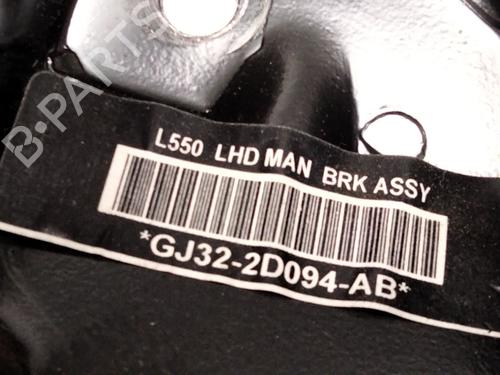 B-PARTS
L550 LHD MAN BRK ASSY
*GJ32-2D094-AB*